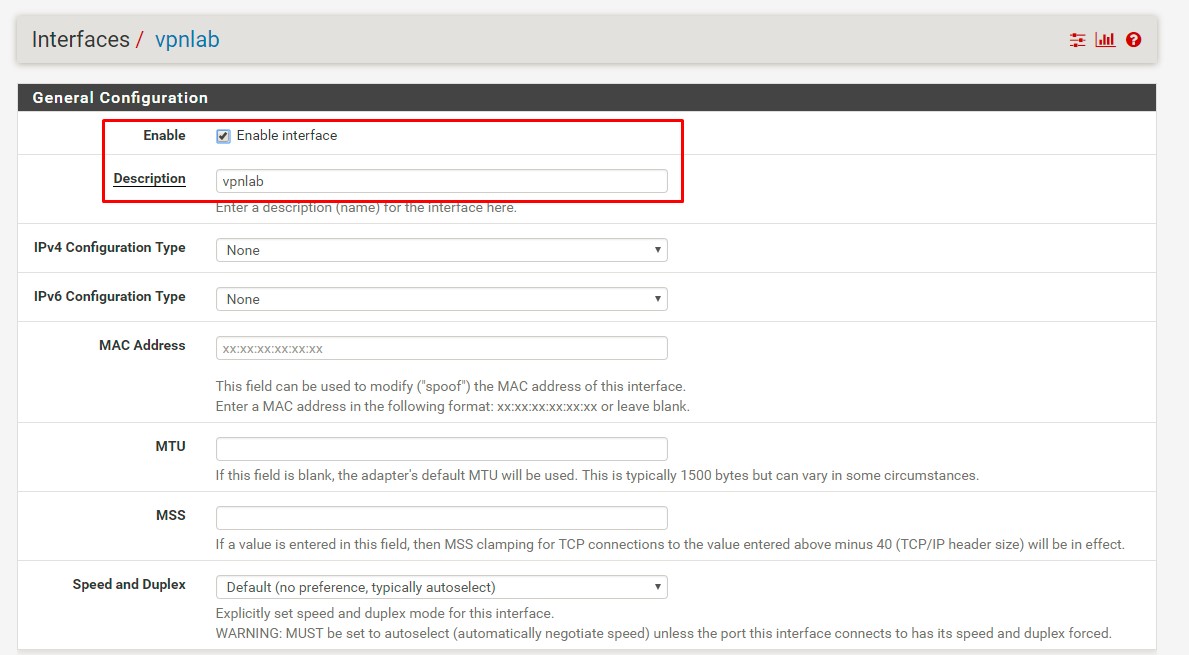 Interfaces / vpnlab
General Configuration
Enable Enable interface
Description vpnlab
Enter a description (name) for the interface here.
IPv4 Configuration Type None
IPv6 Configuration Type None
MAC Address xx:xx:xx:xx:xx:xx
This field can be used to modify ("spoof") the MAC address of this interface.
Enter a MAC address in the following format: xx:xx:xx:xx:xx:xx or leave blank.
MTU
If this field is blank, the adapter's default MTU will be used. This is typically 1500 bytes but can vary in some circumstances.
MSS
If a value is entered in this field, then MSS clamping for TCP connections to the value entered above minus 40 (TCP/IP header size) will be in effect.
Speed and Duplex Default (no preference, typically autoselect)
Explicitly set speed and duplex mode for this interface.
WARNING: MUST be set to autoselect (automatically negotiate speed) unless the port this interface connects to has its speed and duplex forced.